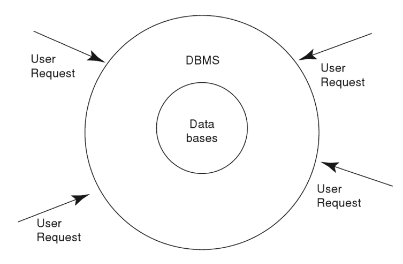 DBMS
User
Request
User
Request
Data
bases
User
Request
User
Request